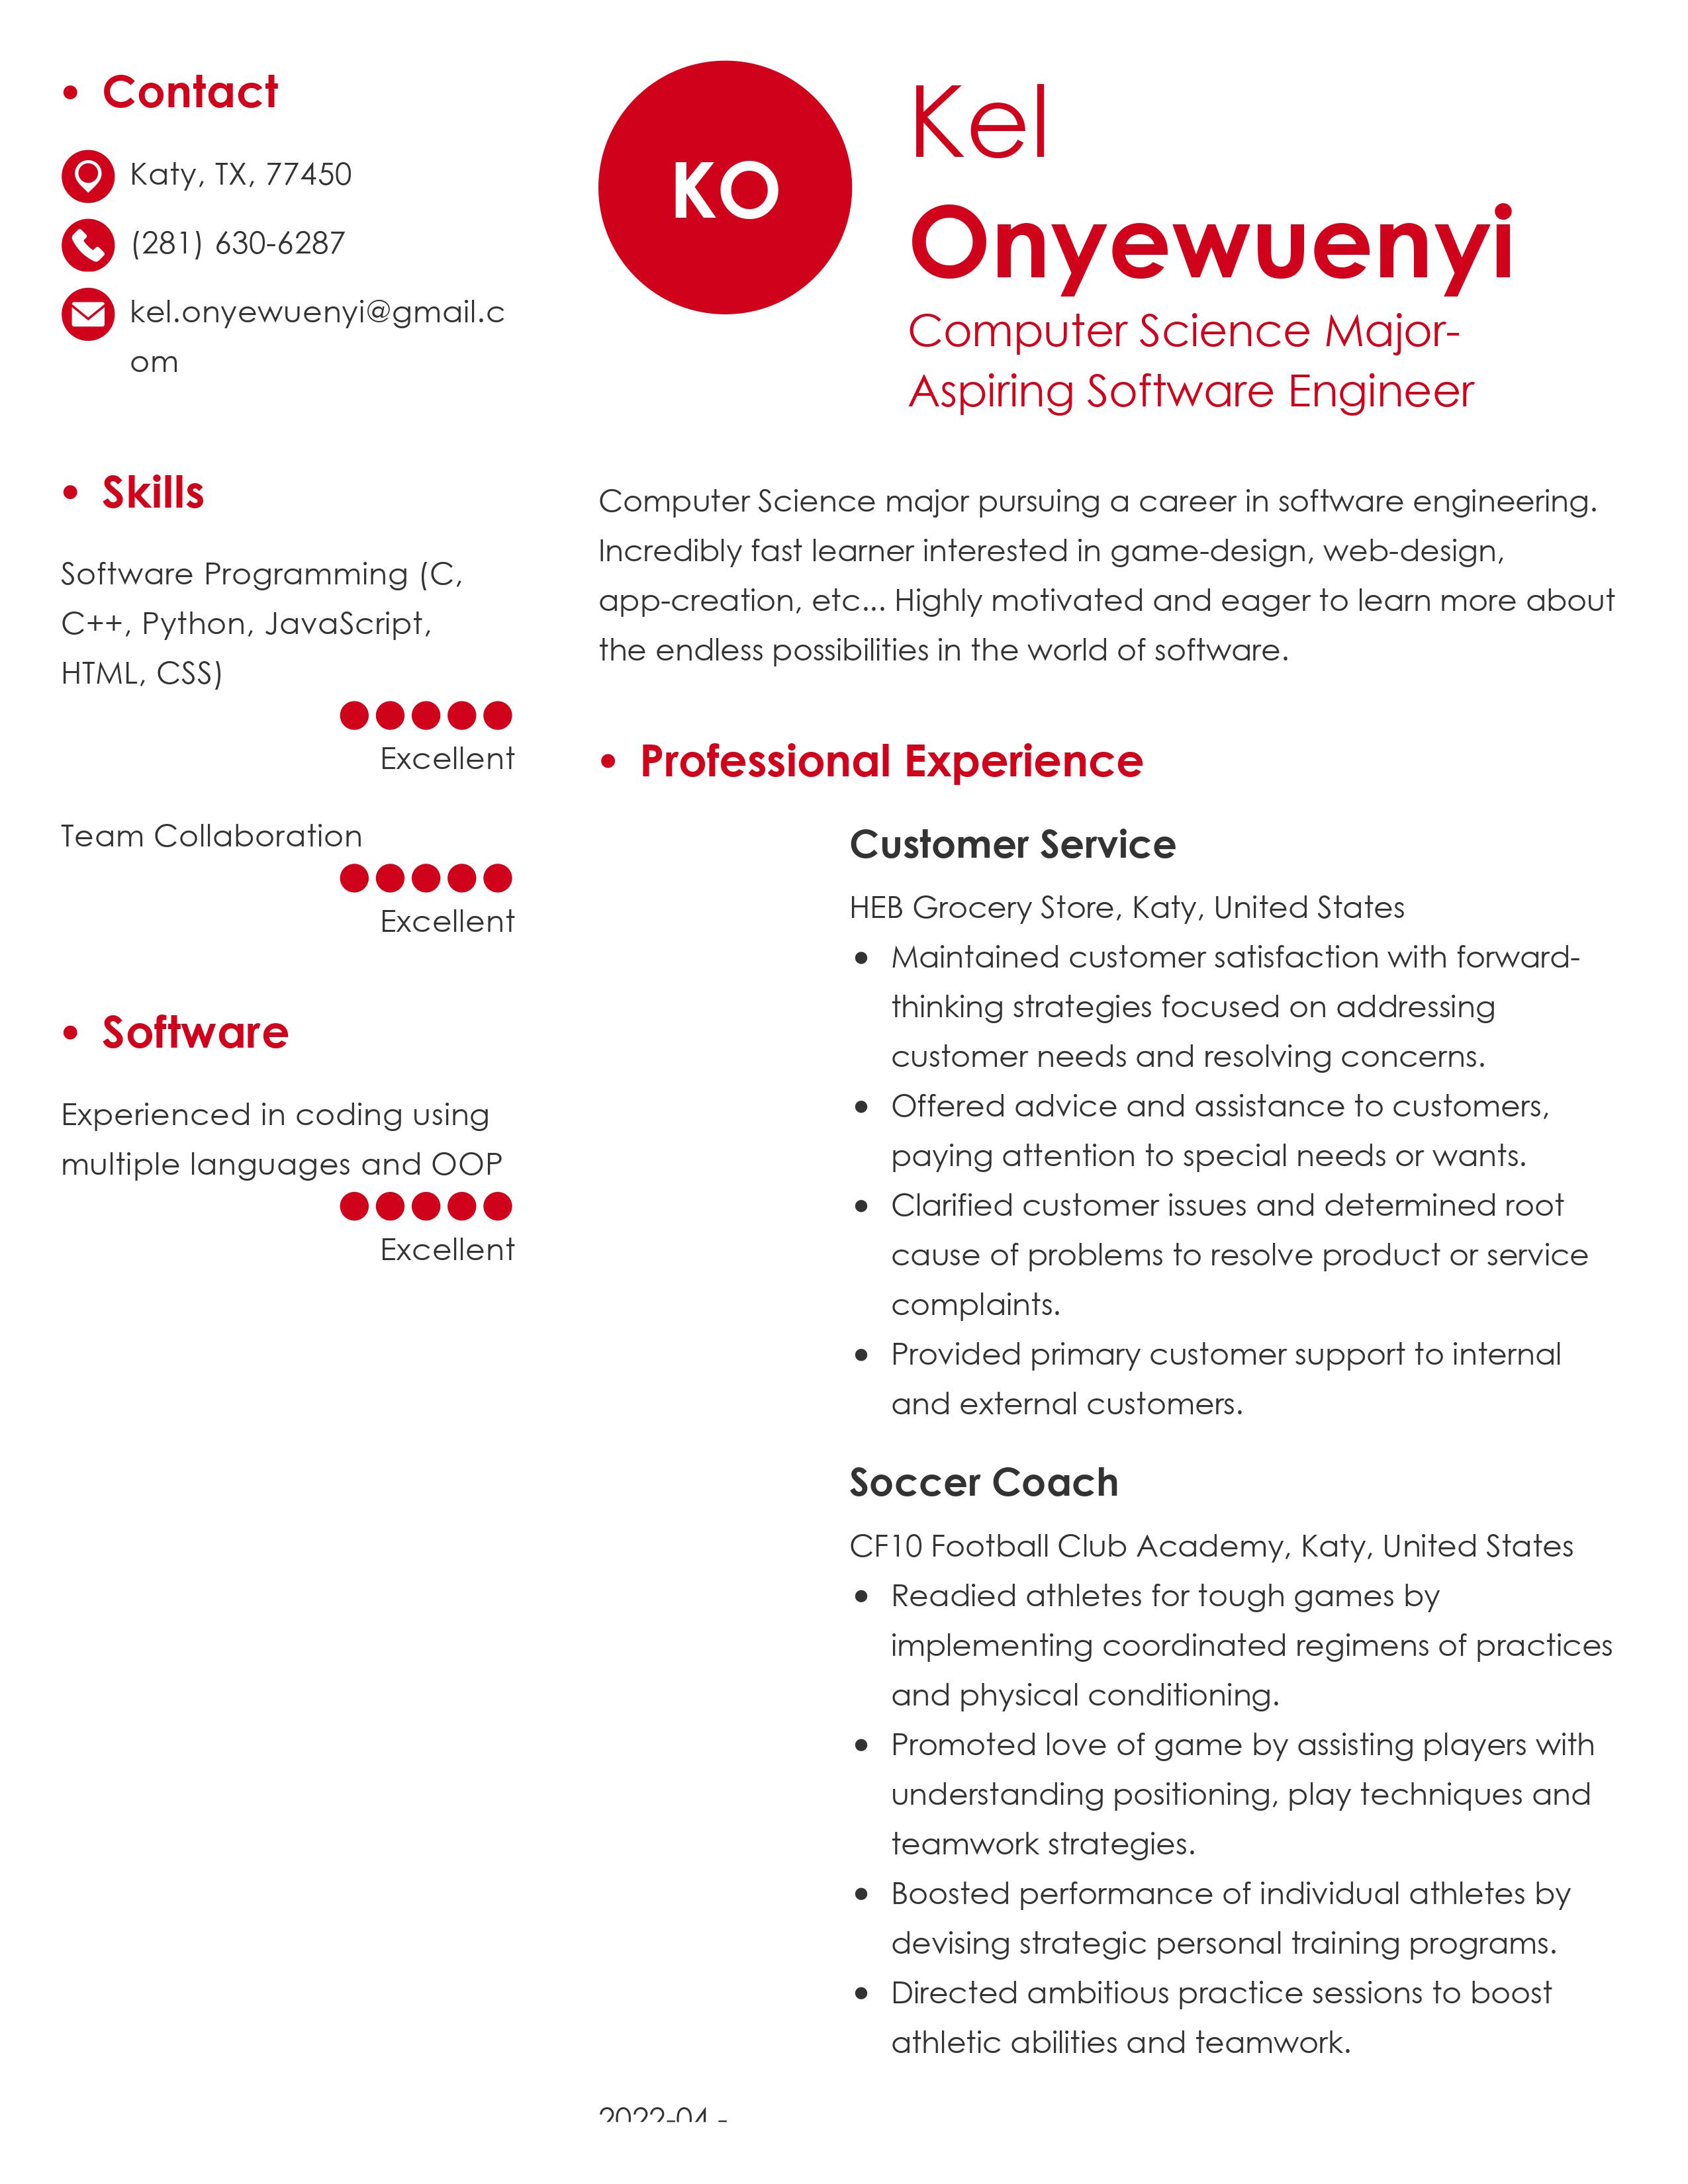 Contact
Katy, TX, 77450
(281) 630-6287
kel.onyewuenyi@gmail.c
om
Skills
Software Programming (C,
C++, Python, JavaScript,
HTML, CSS)
Excellent
Team Collaboration
Excellent
Software
Experienced in coding using
multiple languages and OOP
Excellent
KO
Kel
Onyewuenyi
Computer Science Major-
Aspiring Software Engineer
Computer Science major pursuing a career in software engineering.
Incredibly fast learner interested in game-design, web-design,
app-creation, etc... Highly motivated and eager to learn more about
the endless possibilities in the world of software.
Professional Experience
Customer Service
HEB Grocery Store, Katy, United States
Maintained customer satisfaction with forward-
thinking strategies focused on addressing
customer needs and resolving concerns.
Offered advice and assistance to customers,
paying attention to special needs or wants.
Clarified customer issues and determined root
cause of problems to resolve product or service
complaints.
Provided primary customer support to internal
and external customers.
Soccer Coach
CF10 Football Club Academy, Katy, United States
Readied athletes for tough games by
implementing coordinated regimens of practices
and physical conditioning.
Promoted love of game by assisting players with
understanding positioning, play techniques and
teamwork strategies.
Boosted performance of individual athletes by
devising strategic personal training programs.
Directed ambitious practice sessions to boost
athletic abilities and teamwork.
2022-04 -